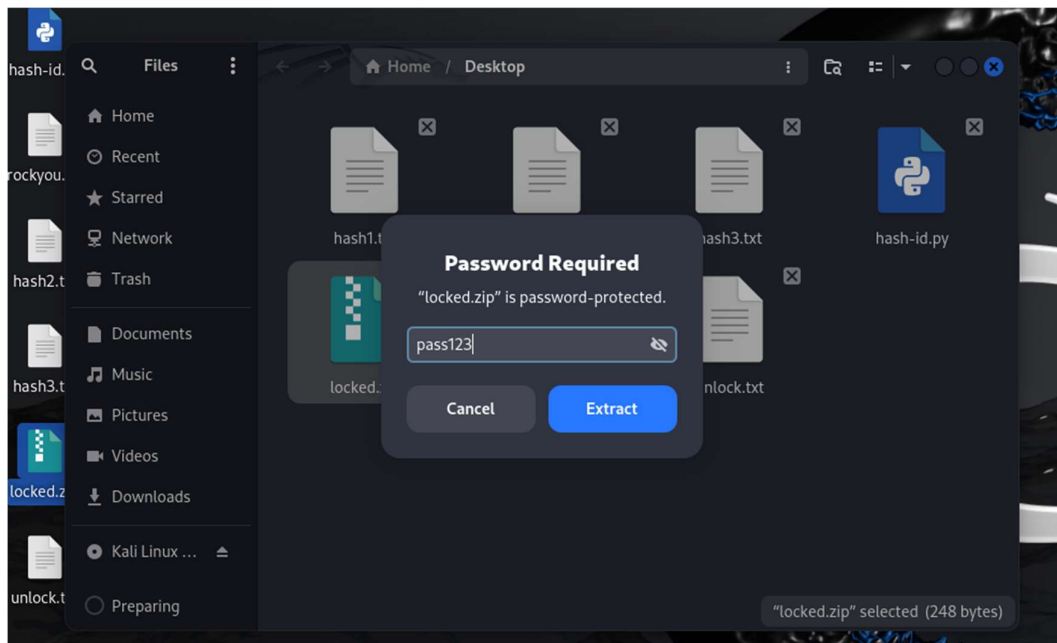 hash-id.
rockyou.
hash2.t
hash3.t
locked.z
unlock.t
Files
Home
Recent
Starred
Network
Trash
Documents
Music
Pictures
Videos
Downloads
Kali Linux ...
Preparing
Home / Desktop
hash1.t
hash3.txt
hash-id.py
locked.
nlock.txt
Password Required
“locked.zip” is password-protected.
pass123
Cancel
Extract
“locked.zip” selected (248 bytes)